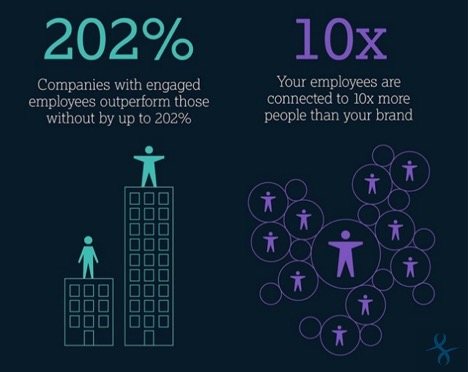 202%
Companies with engaged
employees outperform those
without by up to 202%
10x
Your employees are
connected to 10x more
people than your brand